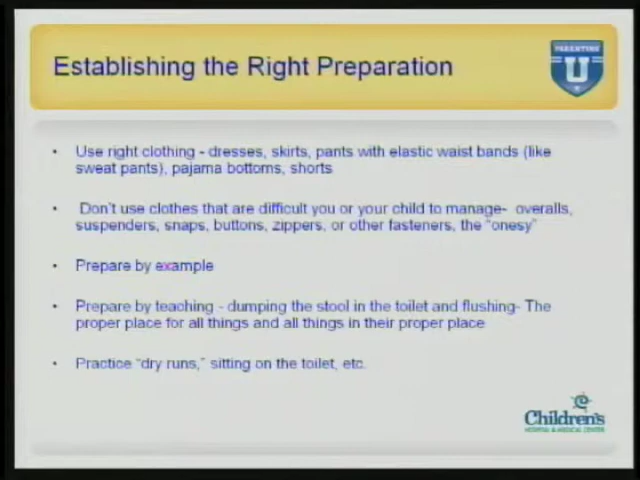 Establishing the Right Preparation
PARENTING
U
• Use right clothing - dresses, skirts, pants with elastic waist bands (like
sweat pants), pajama bottoms, shorts
• Don't use clothes that are difficult you or your child to manage- overalls,
suspenders, snaps, buttons, zippers, or other fasteners, the "onesy"
• Prepare by example
• Prepare by teaching - dumping the stool in the toilet and flushing- The
proper place for all things and all things in their proper place
• Practice "dry runs," sitting on the toilet, etc.
Children's
HOSPITAL & MEDICAL CENTER